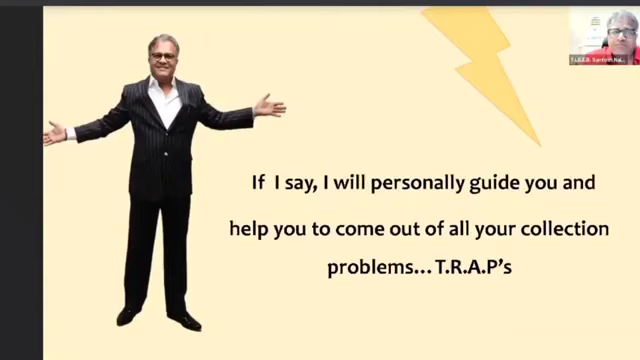 If I say, I will personally guide you and
help you to come out of all your collection
problems... T.R.A.P's